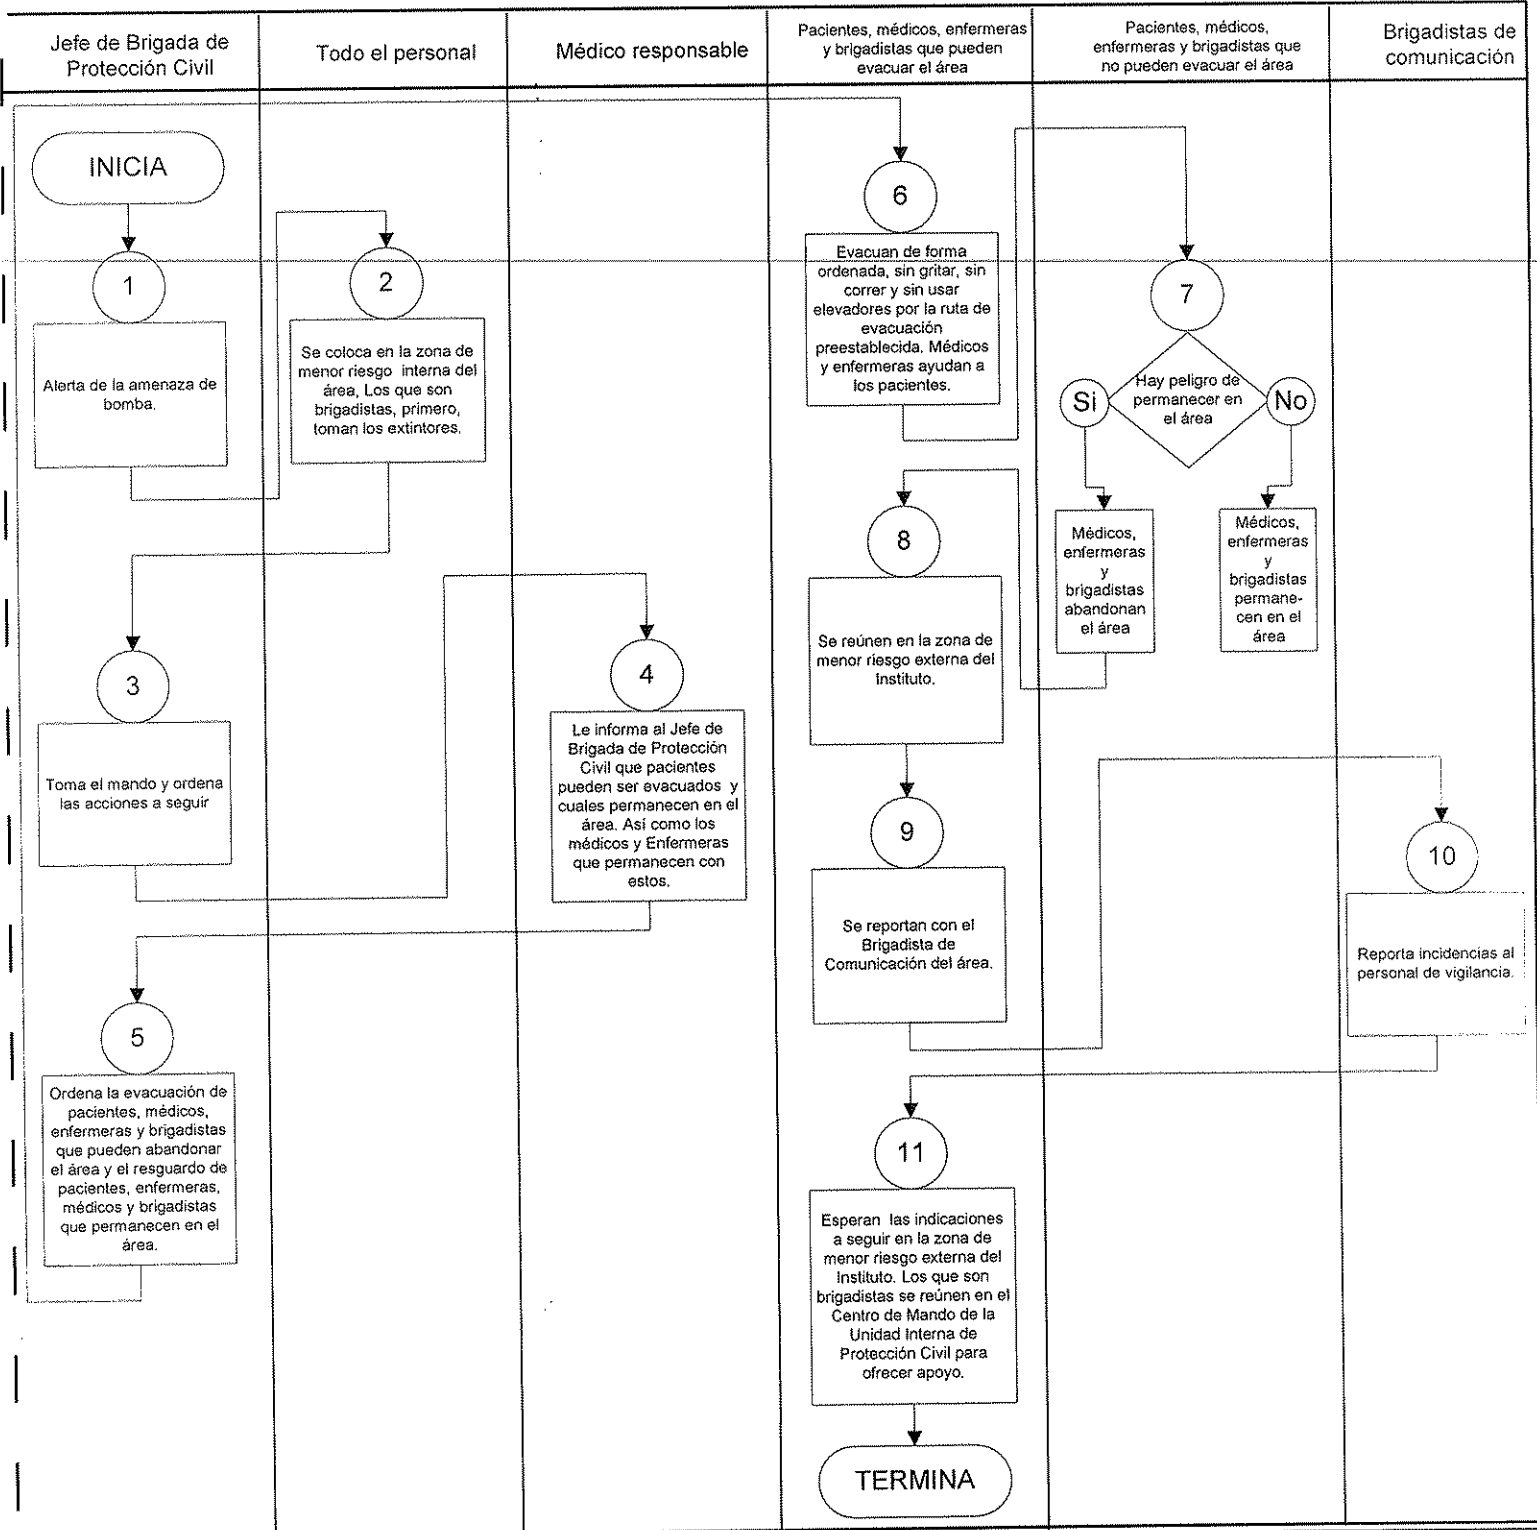 Jefe de Brigada de
Protección Civil
Todo el personal
Médico responsable
Pacientes, médicos, enfermeras
y brigadistas que pueden
evacuar el área
Pacientes, médicos,
enfermeras y brigadistas que
no pueden evacuar el área
Brigadistas de
comunicación
INICIA
1
Alerta de la amenaza de
bomba.
2
Se coloca en la zona de
menor riesgo interna del
área, Los que son
brigadistas, primero,
toman los extintores.
3
Toma el mando y ordena
las acciones a seguir
4
Le informa al Jefe de
Brigada de Protección
Civil que pacientes
pueden ser evacuados y
cuales permanecen en el
área. Así como los
médicos y Enfermeras
que permanecen con
estos.
5
Ordena la evacuación de
pacientes, médicos,
enfermeras y brigadistas
que pueden abandonar
el área y el resguardo de
pacientes, enfermeras,
médicos y brigadistas
que permanecen en el
área.
6
Evacuan de forma
ordenada, sin gritar, sin
correr y sin usar
elevadores por la ruta de
evacuación
preestablecida. Médicos
y enfermeras ayudan a
los pacientes.
7
Hay peligro de
permanecer en
el área
Si
No
Médicos,
enfermeras
y
brigadistas
abandonan
el área
Médicos,
enfermeras
y
brigadistas
permane-
cen en el
área
8
Se reúnen en la zona de
menor riesgo externa del
Instituto.
9
Se reportan con el
Brigadista de
Comunicación del área.
10
Reporta incidencias al
personal de vigilancia.
11
Esperan las indicaciones
a seguir en la zona de
menor riesgo externa del
Instituto. Los que son
brigadistas se reúnen en el
Centro de Mando de la
Unidad Interna de
Protección Civil para
ofrecer apoyo.
TERMINA